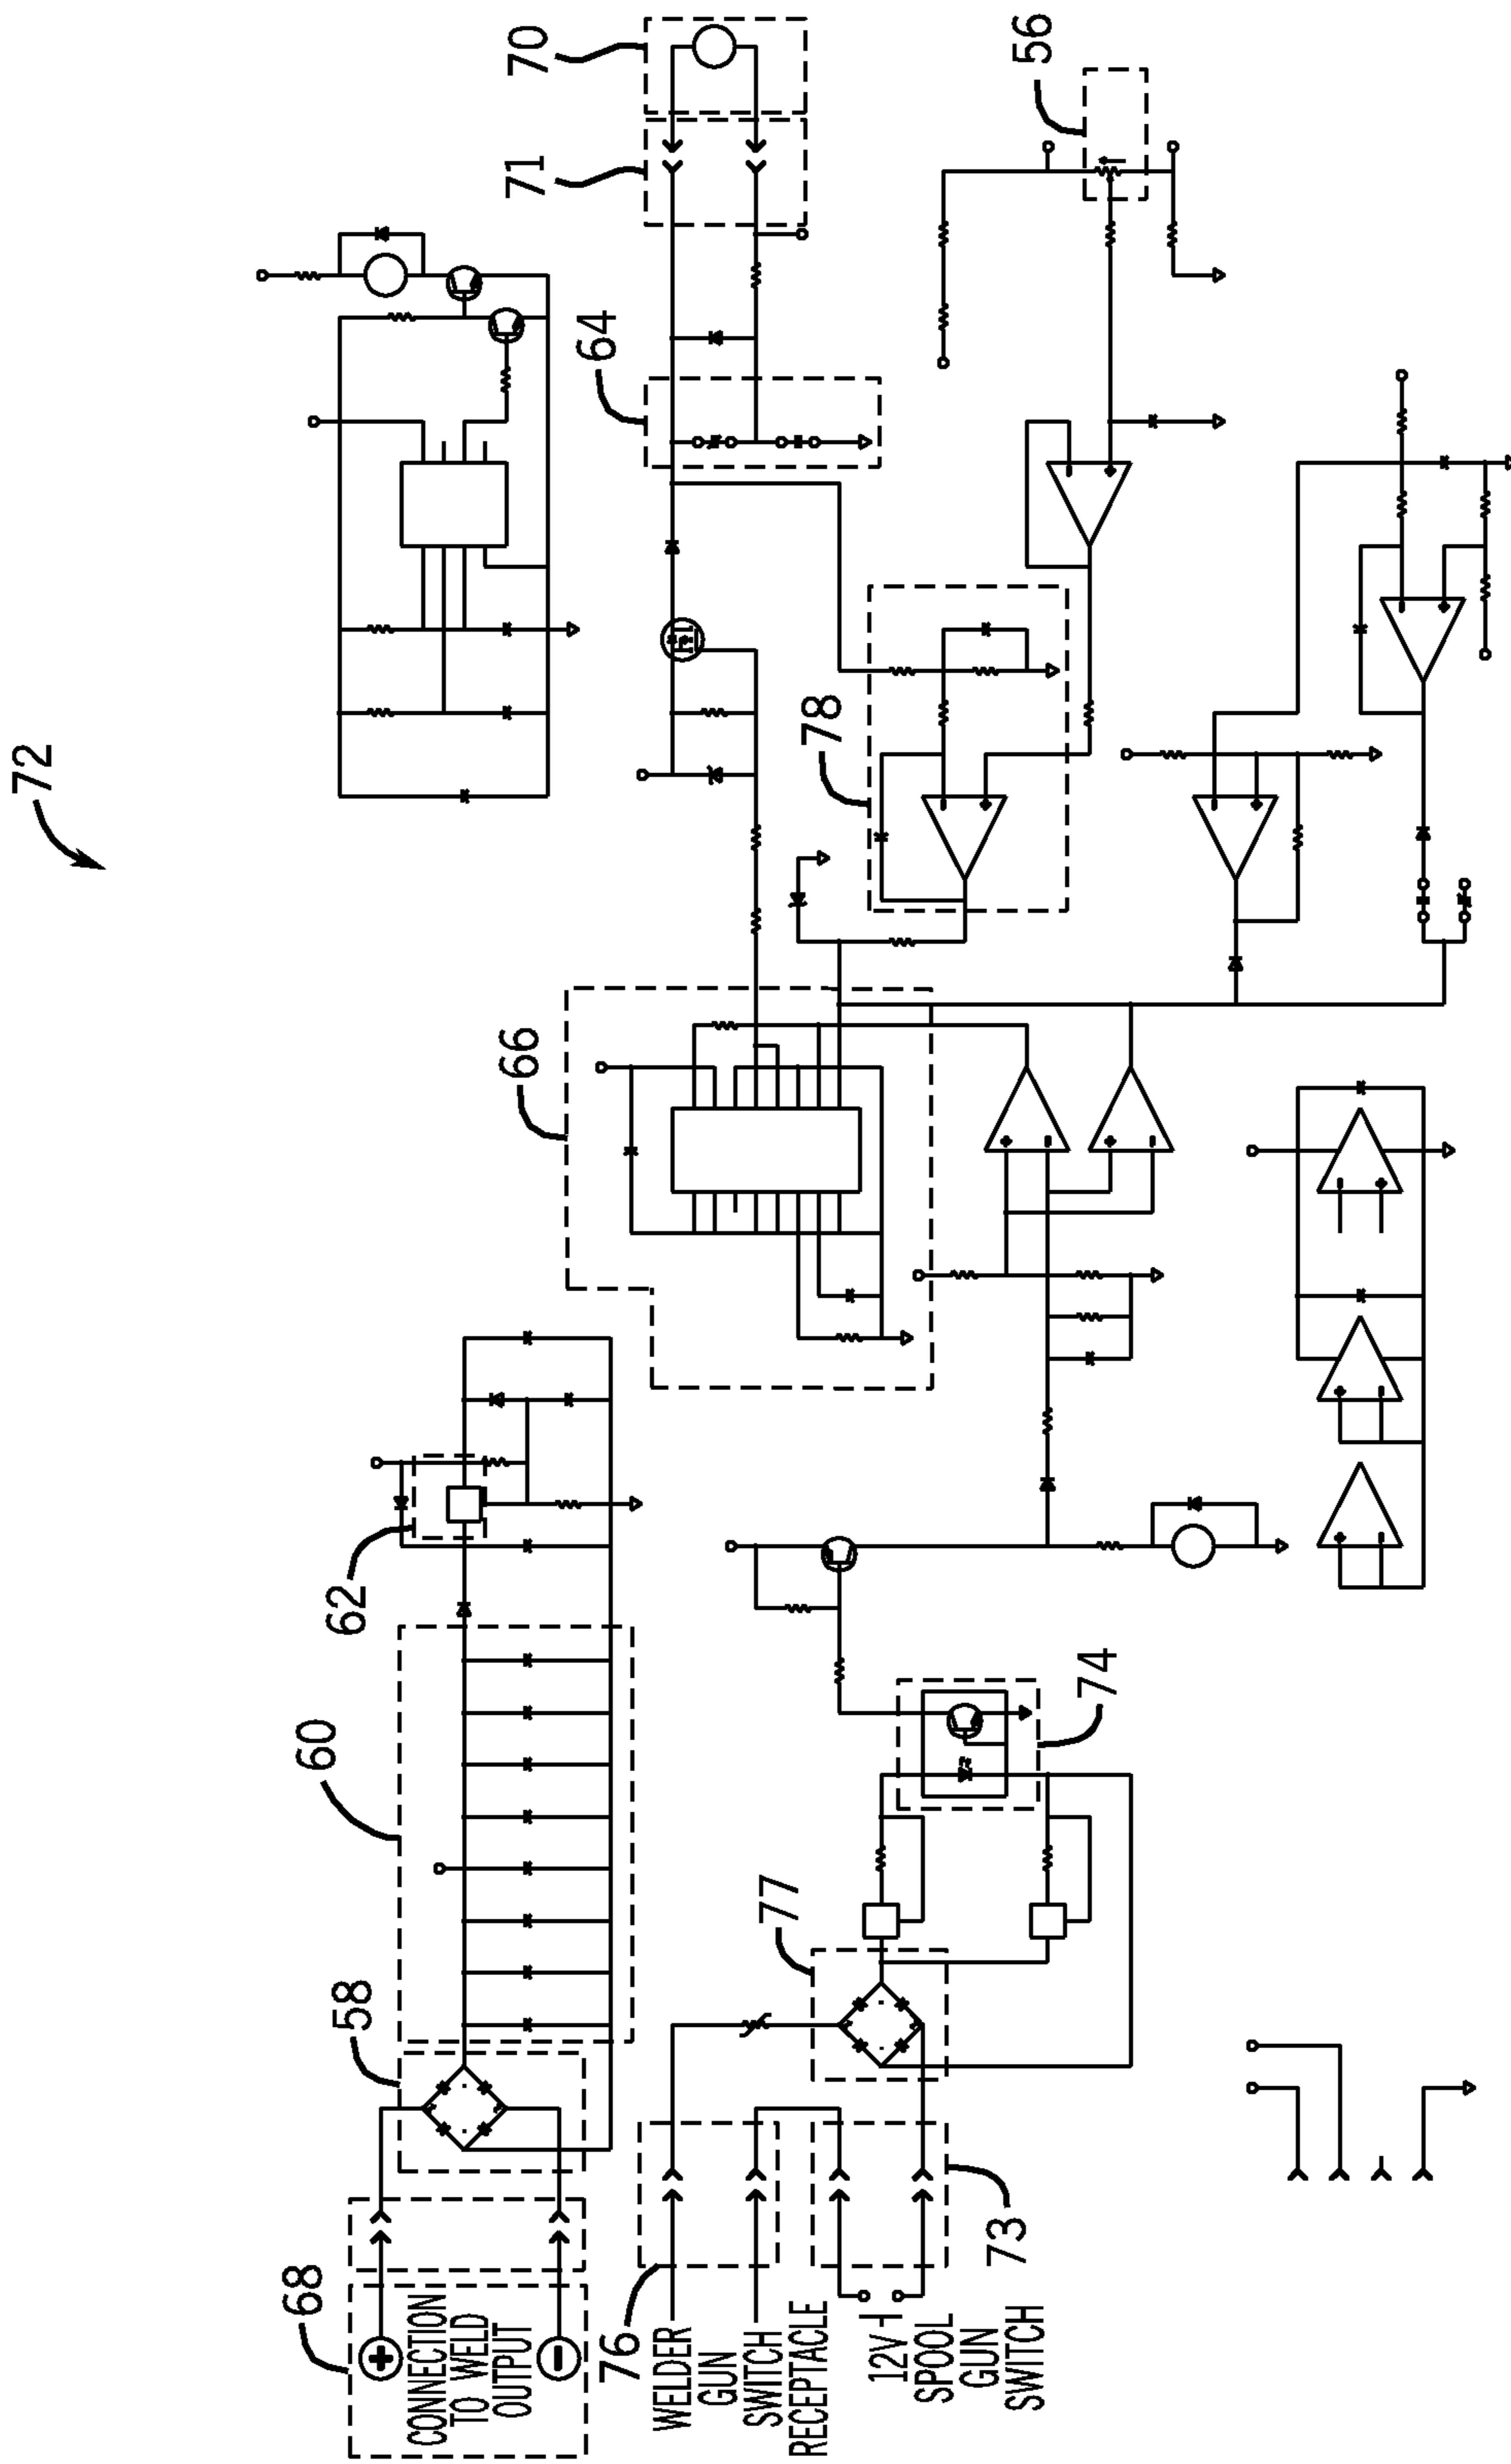 72
70
71
56
64
78
66
62
60
58
68
74
77
76
73
CONNECTION
TO WELD
OUTPUT
WELDER
GUN
SWITCH
RECEPTACLE
12V
SPOOL
GUN
SWITCH